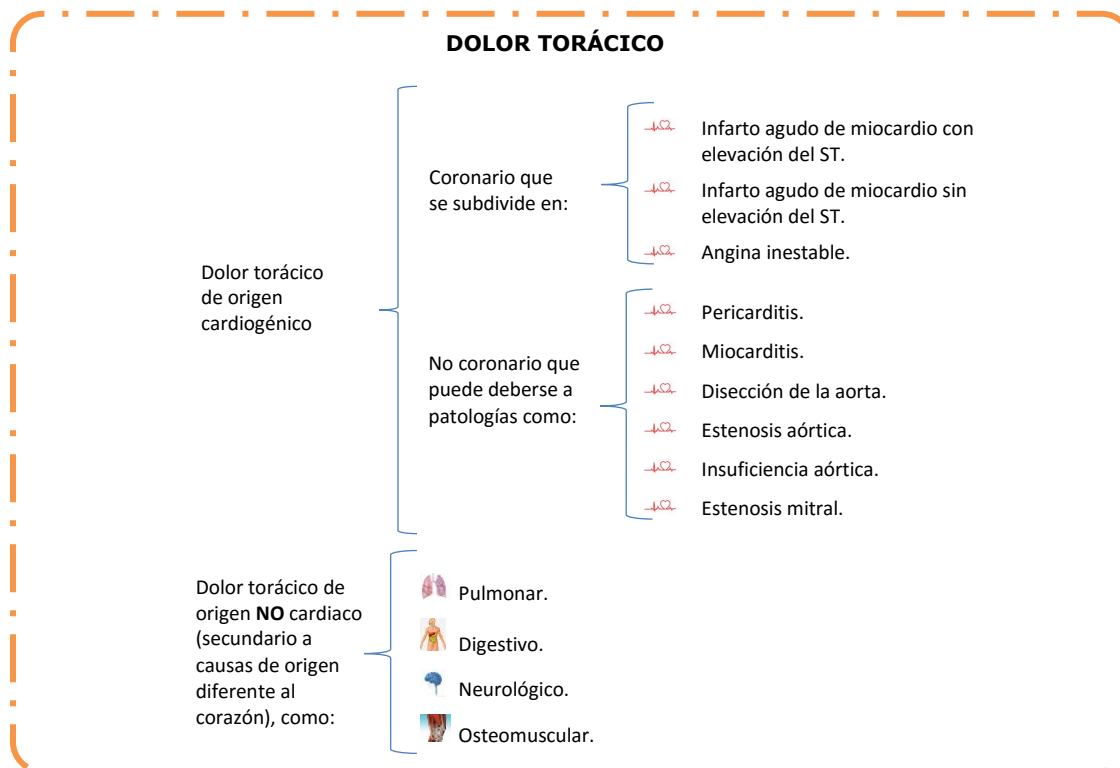 DOLOR TORÁCICO
Dolor torácico
de origen
cardiogénico
Coronario que
se subdivide en:
Infarto agudo de miocardio con
elevación del ST.
Infarto agudo de miocardio sin
elevación del ST.
Angina inestable.
No coronario que
puede deberse a
patologías como:
Pericarditis.
Miocarditis.
Disección de la aorta.
Estenosis aórtica.
Insuficiencia aórtica.
Estenosis mitral.
Dolor torácico de
origen NO cardiaco
(secundario a
causas de origen
diferente al
corazón), como:
Pulmonar.
Digestivo.
Neurológico.
Osteomuscular.